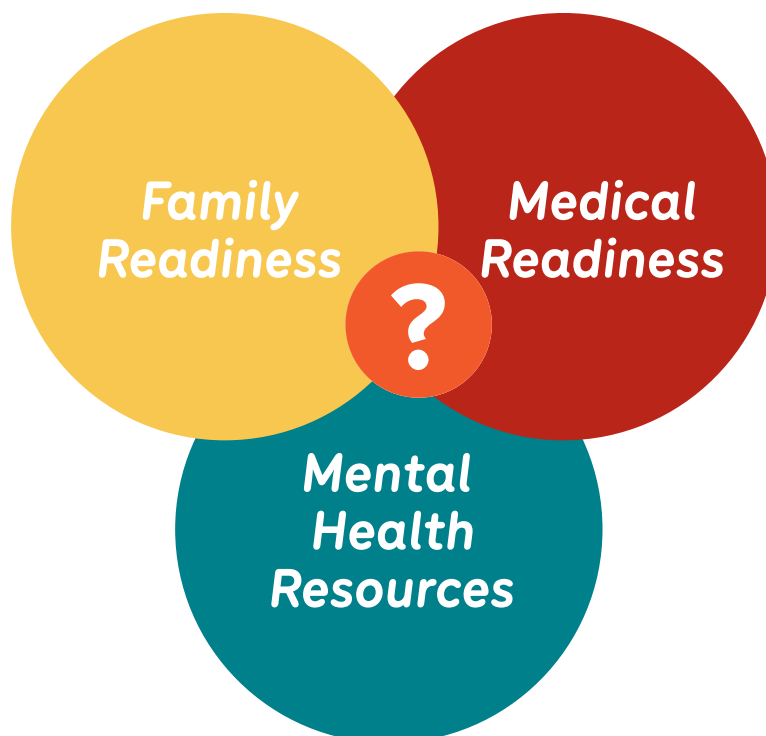 Family
Readiness
Medical
Readiness
?
Mental
Health
Resources